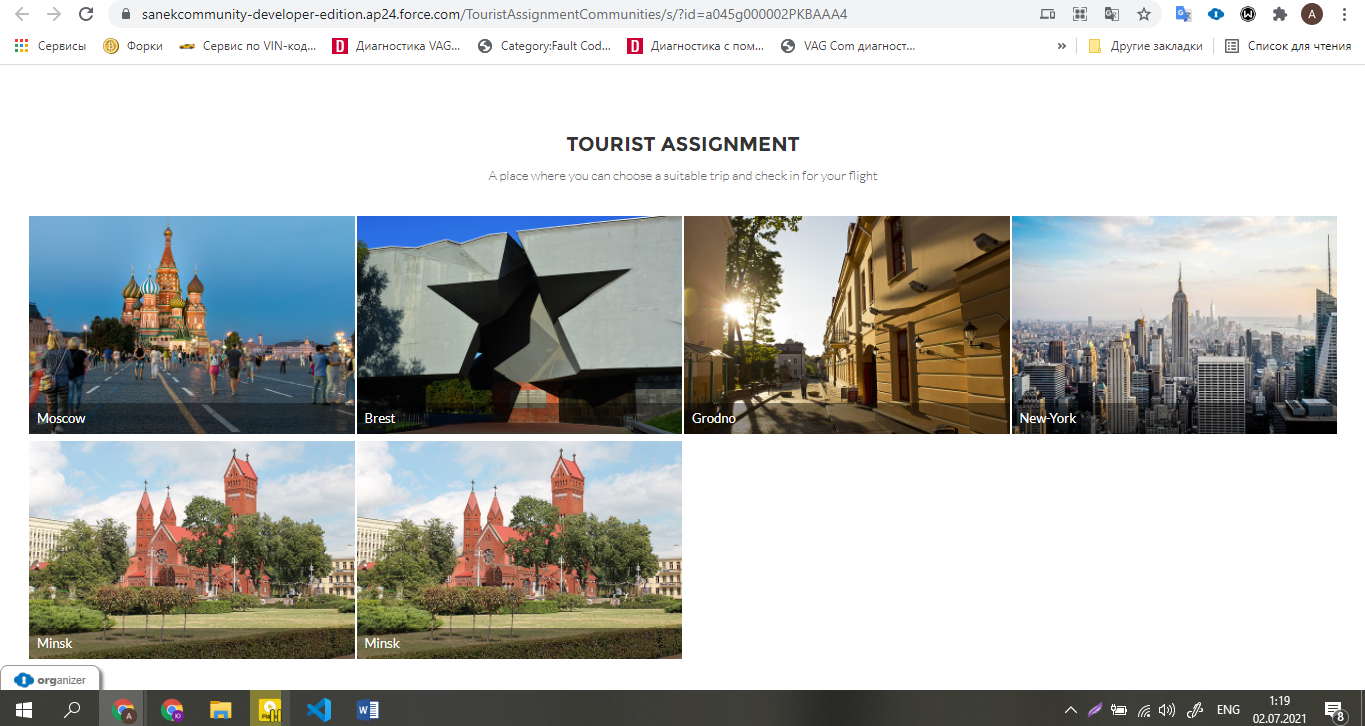 sanekcommunity-developer-edition.ap24.force.com/TouristAssignmentCommunities/s/?id=a045g000002PKBAAA4
A
Сервисы Форки Сервис по VIN-код... Диагностика VAG... Category:Fault Cod... Диагностика с пом... VAG Com диагност... » Другие закладки Список для чтения
TOURIST ASSIGNMENT
A place where you can choose a suitable trip and check in for your flight
Moscow Brest Grodno New-York
Minsk Minsk
organizer
ENG
1:19
02.07.2021
8